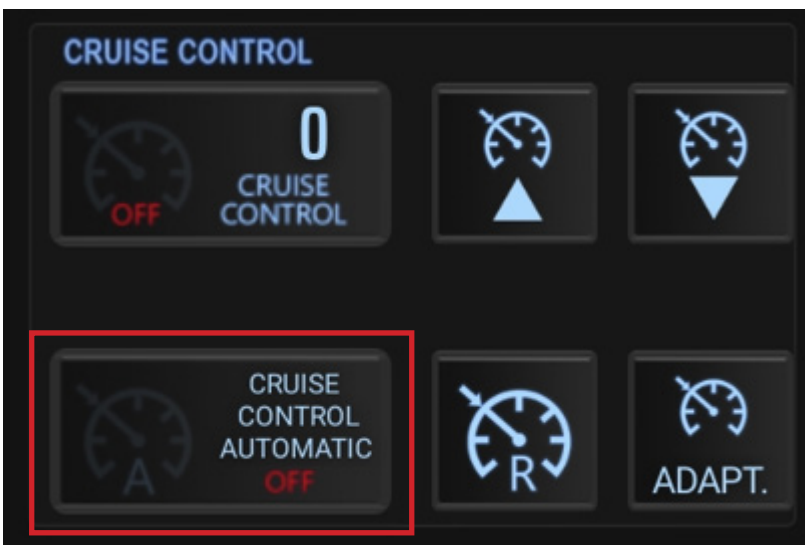 CRUISE CONTROL
0
CRUISE
CONTROL
OFF
CRUISE
CONTROL
AUTOMATIC
OFF
A
R
ADAPT.